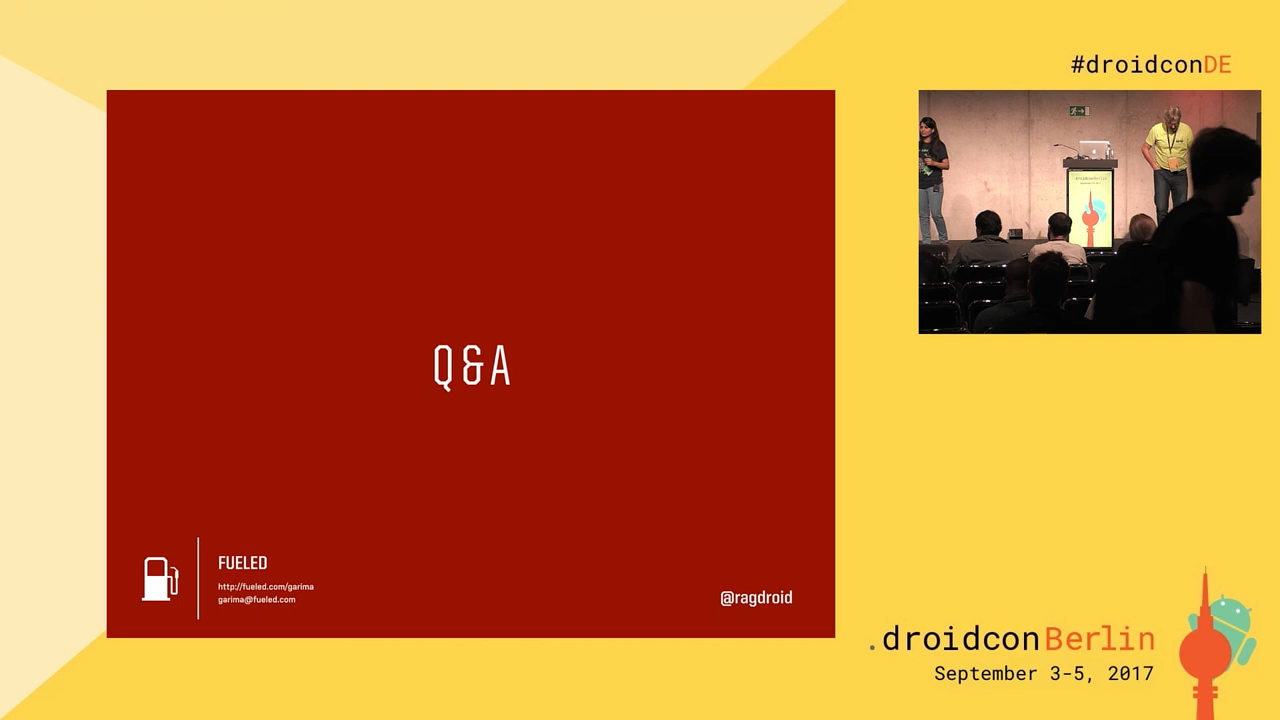 #droidconDE
Q&A
FUELED
http://fueled.com/garima
garima@fueled.com
@ragdroid
.droidconBerlin
September 3-5, 2017